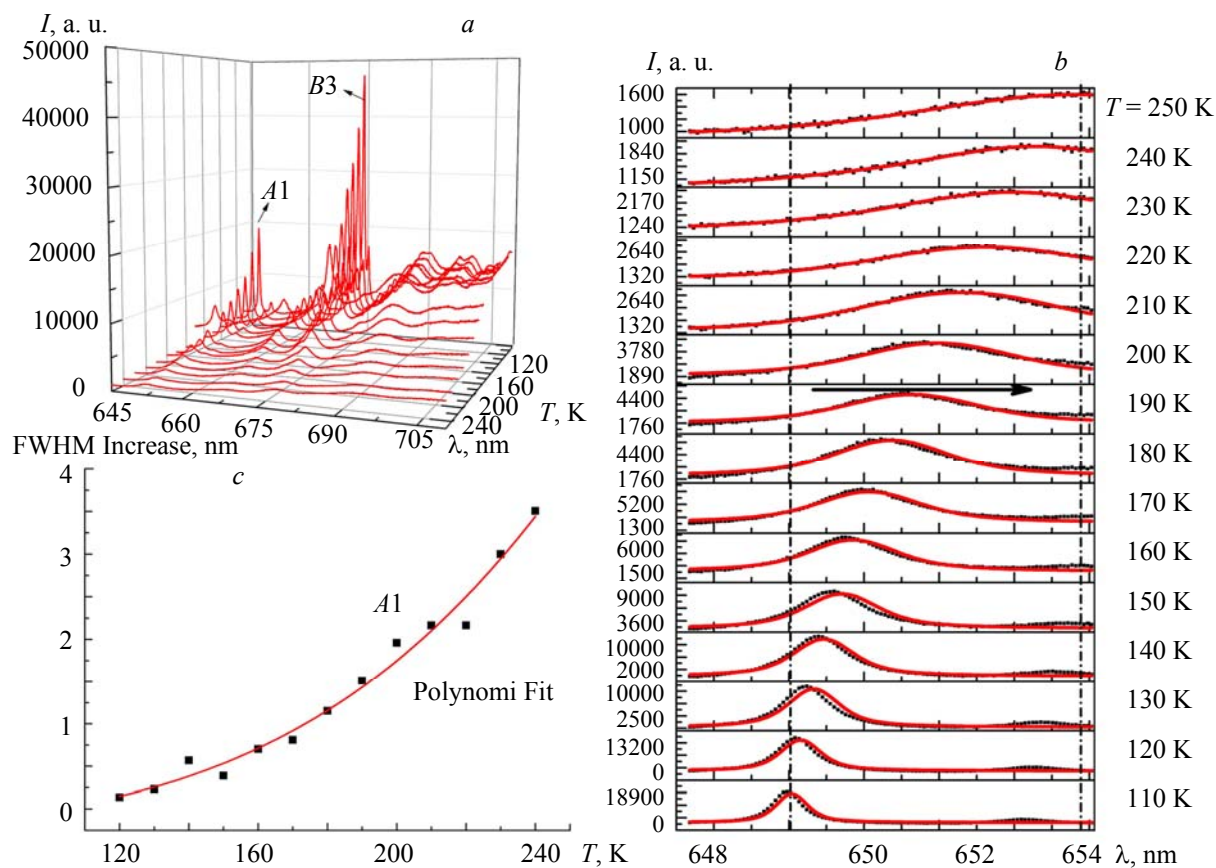 I, a. u.
a
50000
40000
30000
20000
10000
0
B3
A1
645
660
675
690
705
λ, nm
120
160
200
240
T, K
FWHM Increase, nm
c
4
3
2
1
0
A1
Polynomi Fit
120
160
200
240
T, K
I, a. u.
b
1600
1000
T = 250 K
1840
1150
240 K
2170
1240
230 K
2640
1320
220 K
2640
1320
210 K
3780
1890
200 K
4400
1760
190 K
4400
1760
180 K
5200
1300
170 K
6000
1500
160 K
9000
3600
150 K
10000
2000
140 K
10000
2500
130 K
13200
0
120 K
18900
0
110 K
648
650
652
654
λ, nm